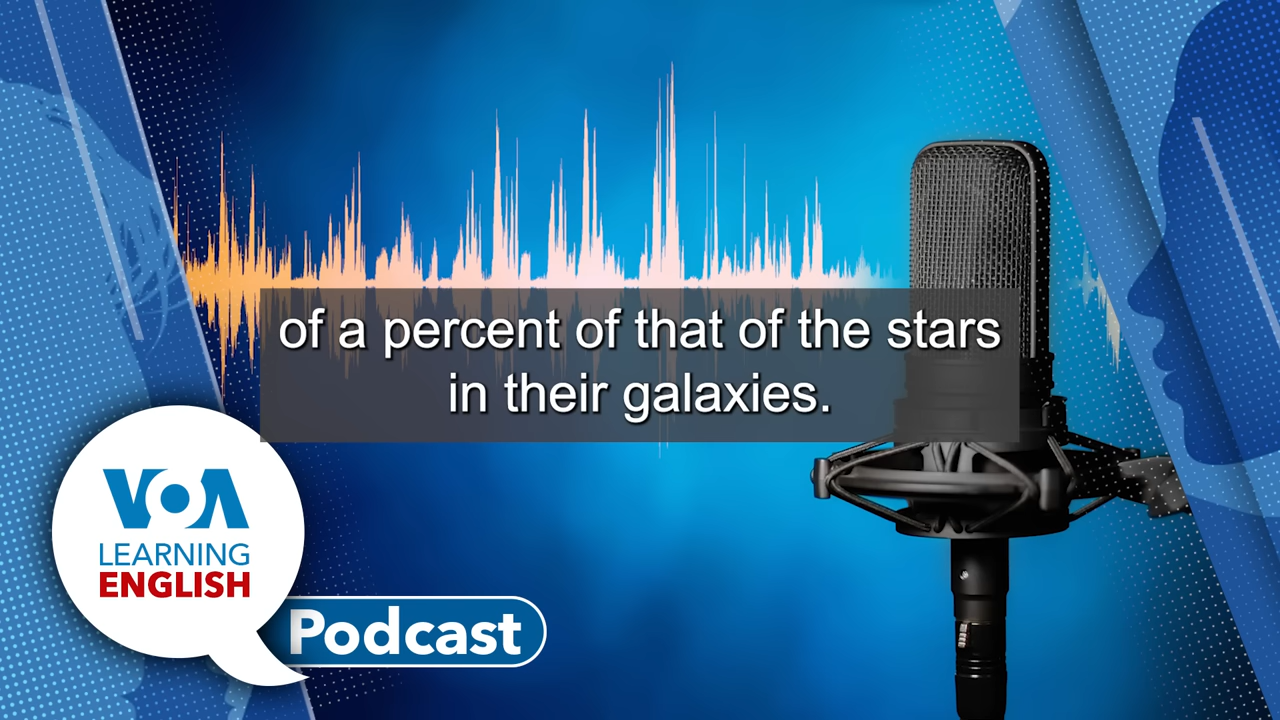 of a percent of that of the stars
in their galaxies.
VOA
LEARNING
ENGLISH
Podcast